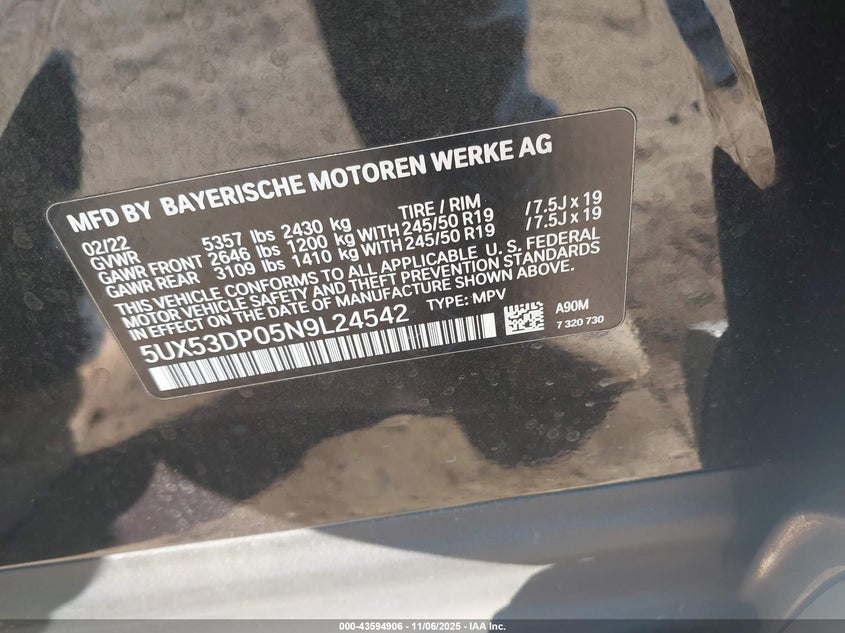 MFD BY BAYERISCHE MOTOREN WERKE AG
02/22 TIRE / RIM
GVWR 5357 lbs 2430 kg
GAWR FRONT 2646 lbs 1200 kg WITH 245/50 R19 /7.5J x 19
GAWR REAR 3109 lbs 1410 kg WITH 245/50 R19 /7.5J x 19
THIS VEHICLE CONFORMS TO ALL APPLICABLE U.S. FEDERAL
MOTOR VEHICLE SAFETY AND THEFT PREVENTION STANDARDS
IN EFFECT ON THE DATE OF MANUFACTURE SHOWN ABOVE.
5UX53DP05N9L24542 TYPE: MPV
A90M
7 320 730
000-43594906 - 11/06/2025 - IAA Inc.